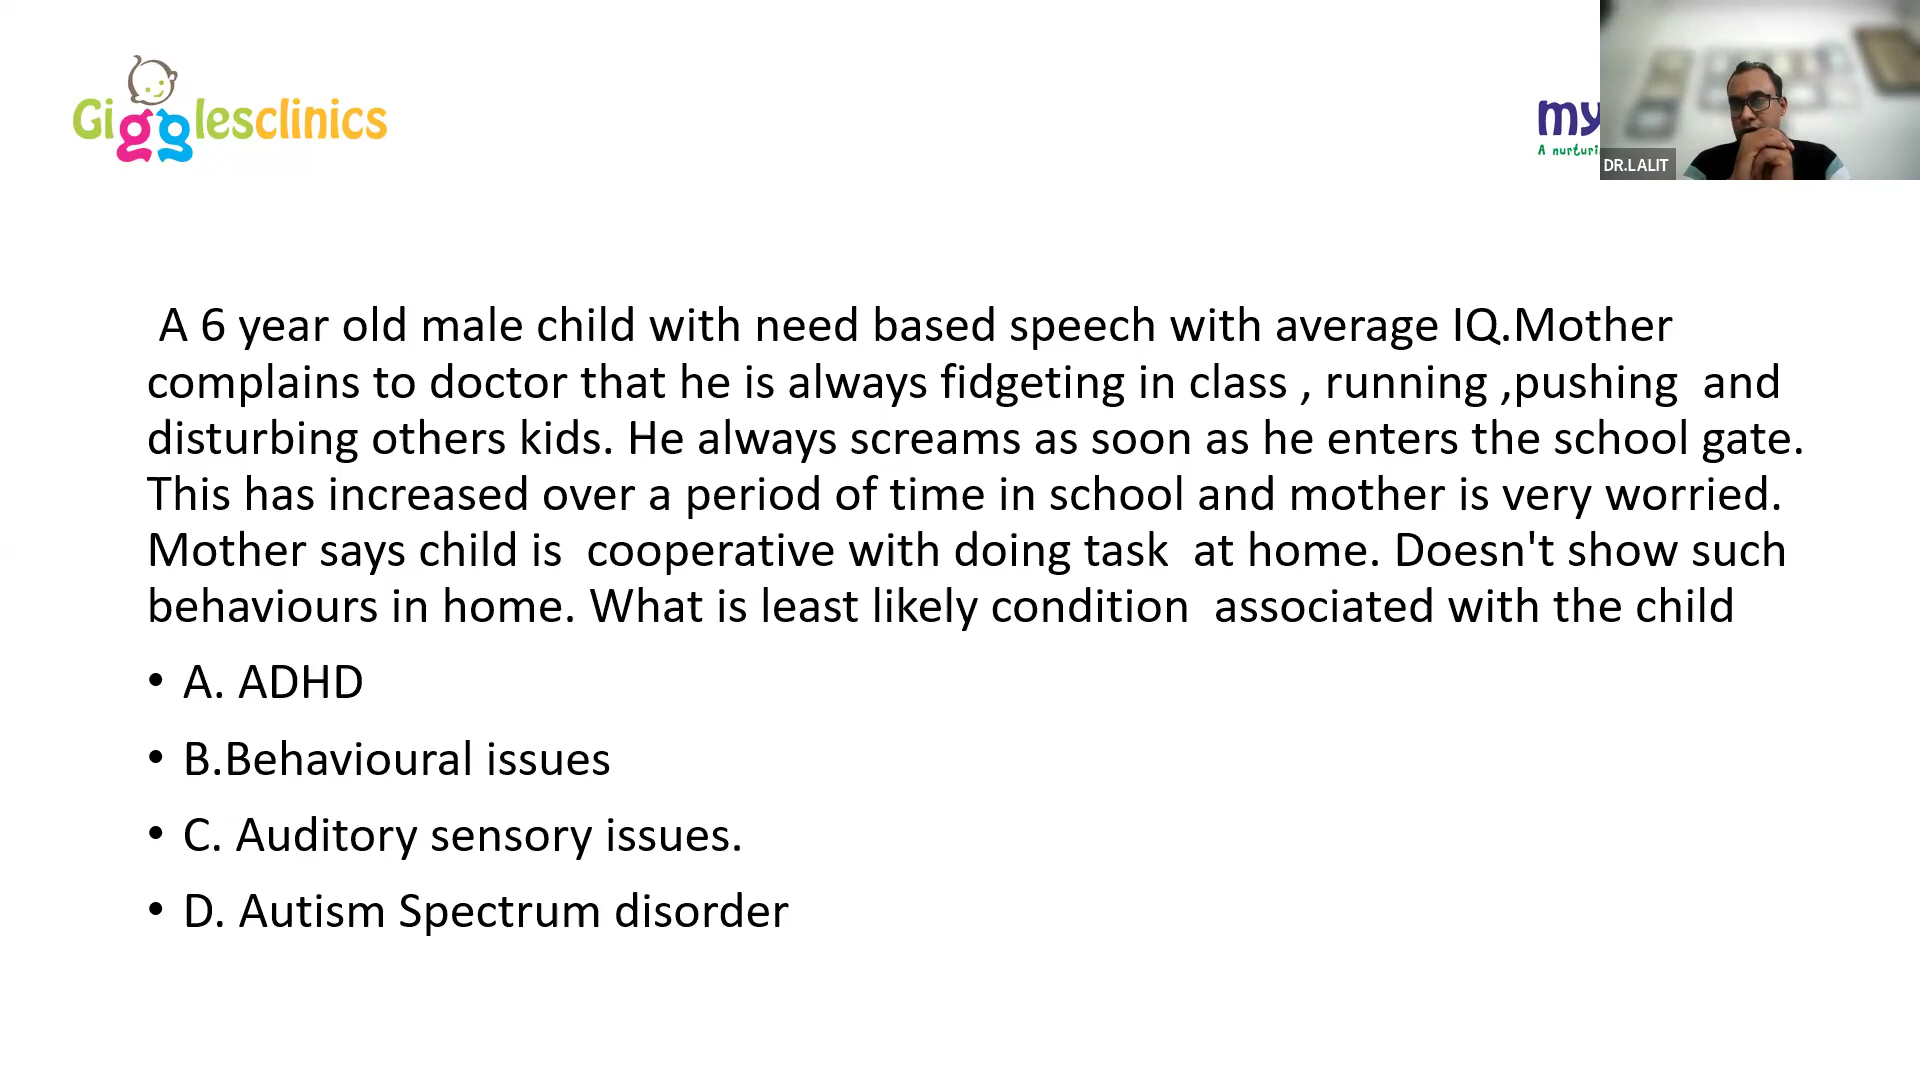 Gigglesclinics
my
A nurturi
DR.LALIT
A 6 year old male child with need based speech with average IQ.Mother
complains to doctor that he is always fidgeting in class , running ,pushing  and
disturbing others kids. He always screams as soon as he enters the school gate.
This has increased over a period of time in school and mother is very worried.
Mother says child is  cooperative with doing task  at home. Doesn't show such
behaviours in home. What is least likely condition  associated with the child
• A. ADHD
• B.Behavioural issues
• C. Auditory sensory issues.
• D. Autism Spectrum disorder